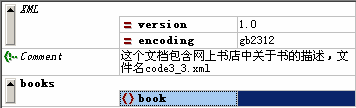 XML
version 1.0
encoding gb2312
Comment 这个文档包含网上书店中关于书的描述，文
件名code3_3.xml
books
() book